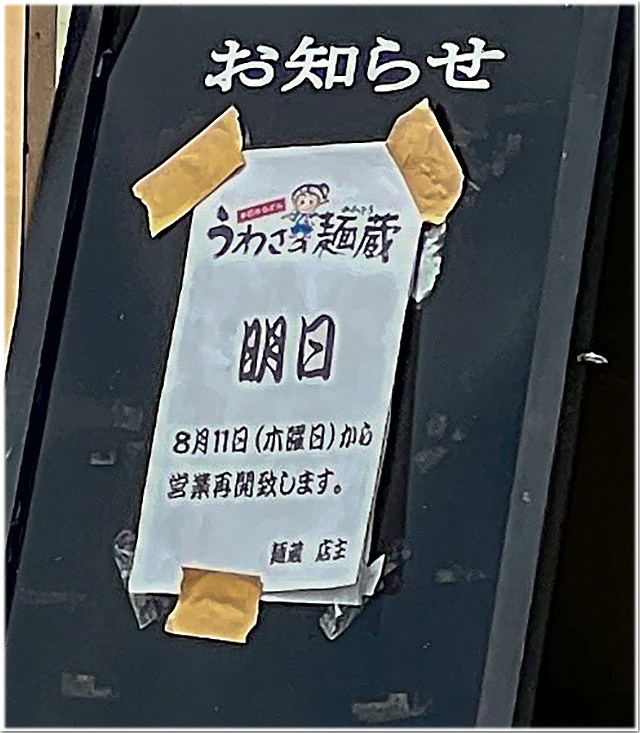 お知らせ
うわさ乃麺蔵
明日
8月11日(木曜日)から
営業再開致します。
麺蔵 店主